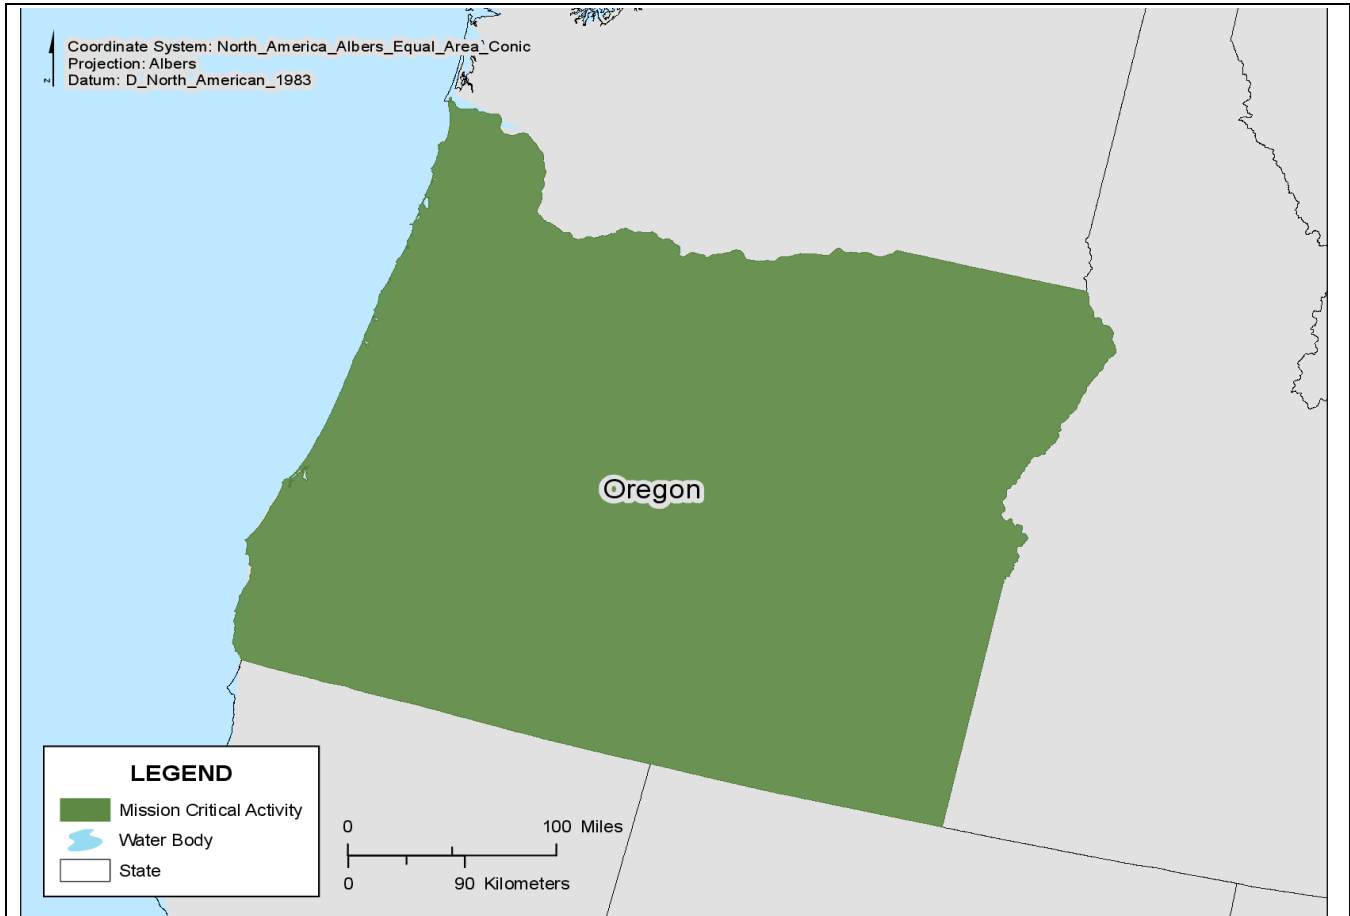 Coordinate System: North_America_Albers_Equal_Area_Conic
Projection: Albers
Datum: D_North_American_1983
z
Oregon
LEGEND
Mission Critical Activity
Water Body
State
0 100 Miles
0 90 Kilometers